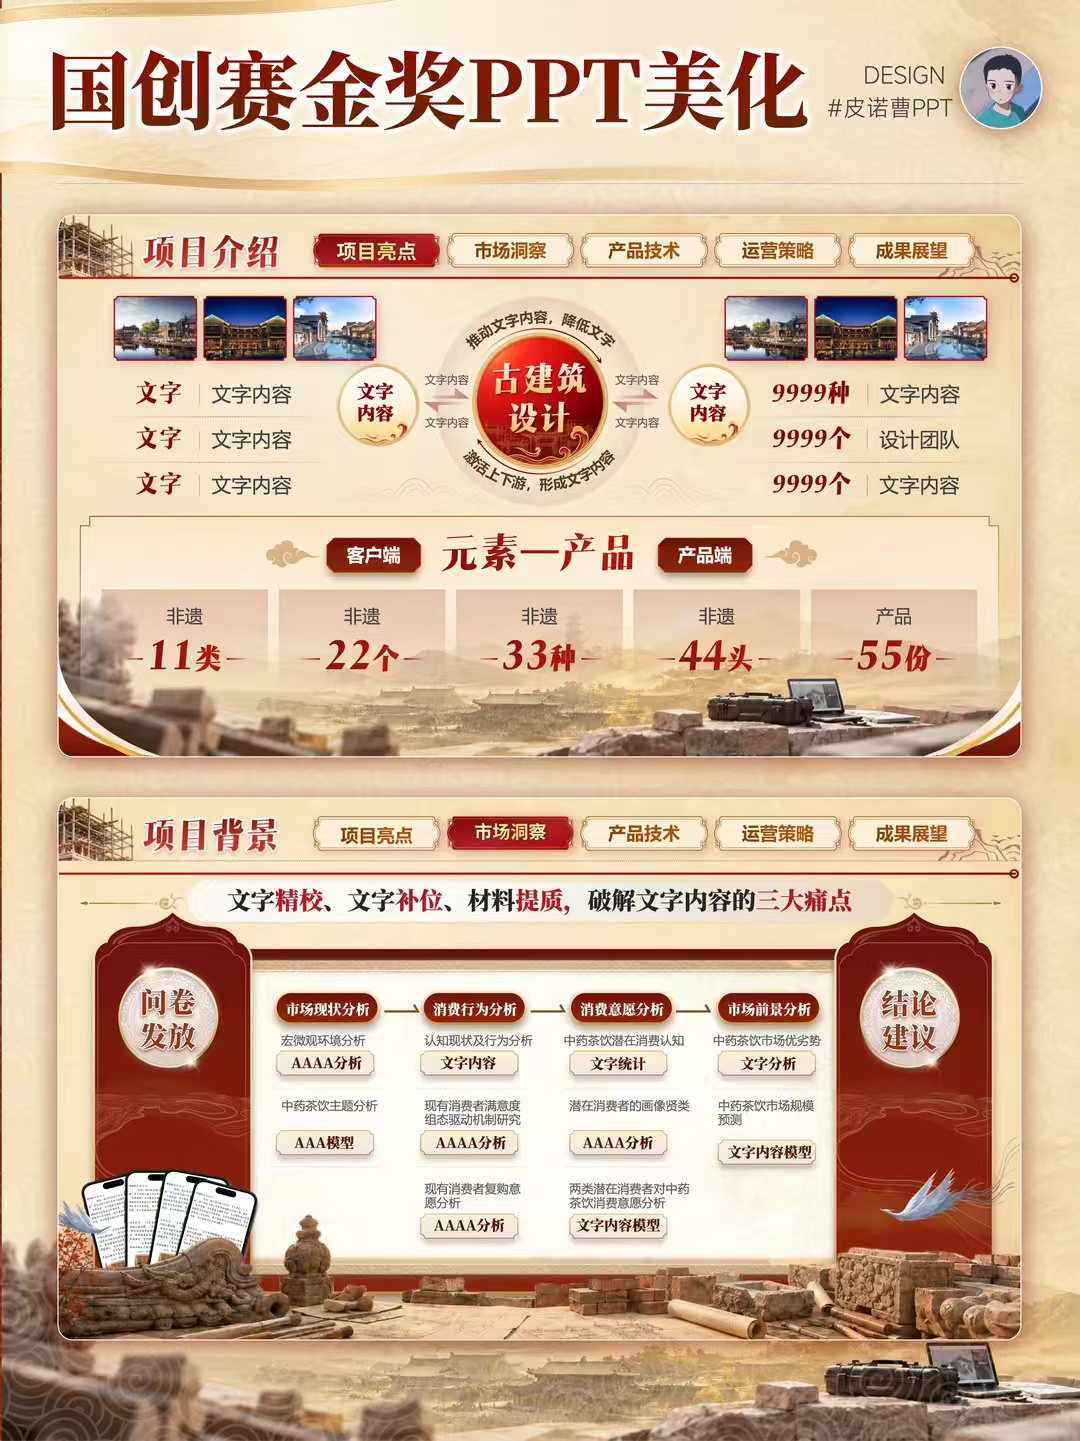 国创赛金奖PPT美化
DESIGN
#皮诺曹PPT
项目介绍
项目亮点
市场洞察
产品技术
运营策略
成果展望
文字 文字内容
文字 文字内容
文字 文字内容
文字
内容
文字内容
文字内容
推动文字内容，降低文字
古建筑
设计
激活上下游，形成文字内容
文字内容
文字内容
文字
内容
9999种 文字内容
9999个 设计团队
9999个 文字内容
客户端
元素—产品
产品端
非遗
11类
非遗
22个
非遗
33种
非遗
44头
产品
55份
项目背景
项目亮点
市场洞察
产品技术
运营策略
成果展望
文字精校、文字补位、材料提质，破解文字内容的三大痛点
问卷
发放
市场现状分析
宏微观环境分析
AAAA分析
中药茶饮主题分析
AAA模型
消费行为分析
认知现状及行为分析
文字内容
现有消费者满意度
组态驱动机制研究
AAAA分析
现有消费者复购意
愿分析
AAAA分析
消费意愿分析
中药茶饮潜在消费认知
文字统计
潜在消费者的画像贤类
AAAA分析
两类潜在消费者对中药
茶饮消费意愿分析
文字内容模型
市场前景分析
中药茶饮市场优劣势
文字分析
中药茶饮市场规模
预测
文字内容模型
结论
建议